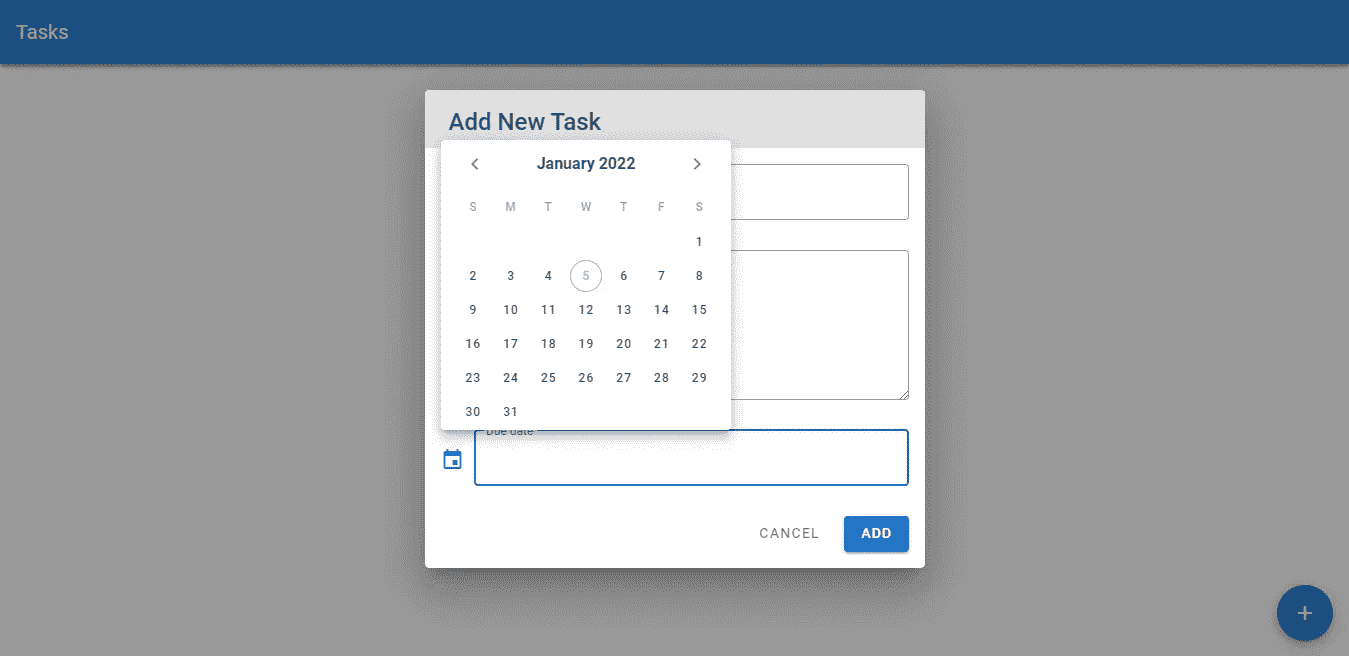 Tasks
Add New Task
January 2022
S M T W T F S
1
2 3 4 5 6 7 8
9 10 11 12 13 14 15
16 17 18 19 20 21 22
23 24 25 26 27 28 29
30 31
Due date
CANCEL ADD
+